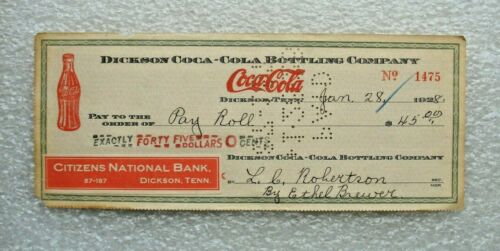 DICKSON COCA-COLA BOTTLING COMPANY
Coca-Cola
No 1475
DICKSON, TENN. Jan 28, 1928
PAY TO THE
ORDER OF Pay Roll $45.00
EXACTLY FORTY FIVE DOLLARS 0 CENTS
DICKSON COCA-COLA BOTTLING COMPANY
CITIZENS NATIONAL BANK,
87-187 DICKSON, TENN.
L. C. Robertson
By Ethel Brewer